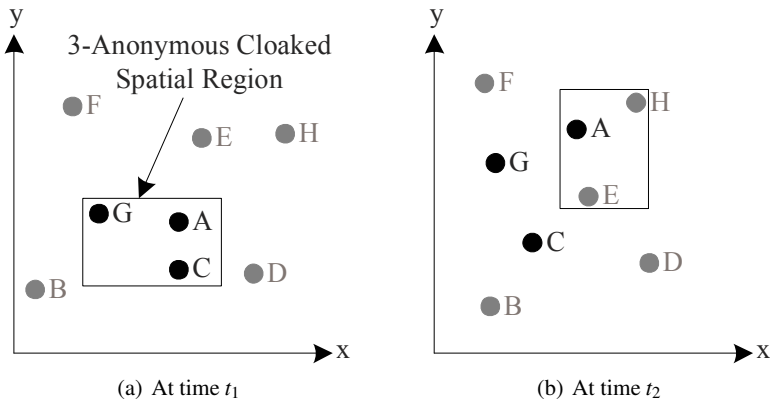 y
3-Anonymous Cloaked
Spatial Region
F
E
H
G
A
C
B
D
x
(a) At time t1
y
F
H
A
G
E
C
D
B
x
(b) At time t2